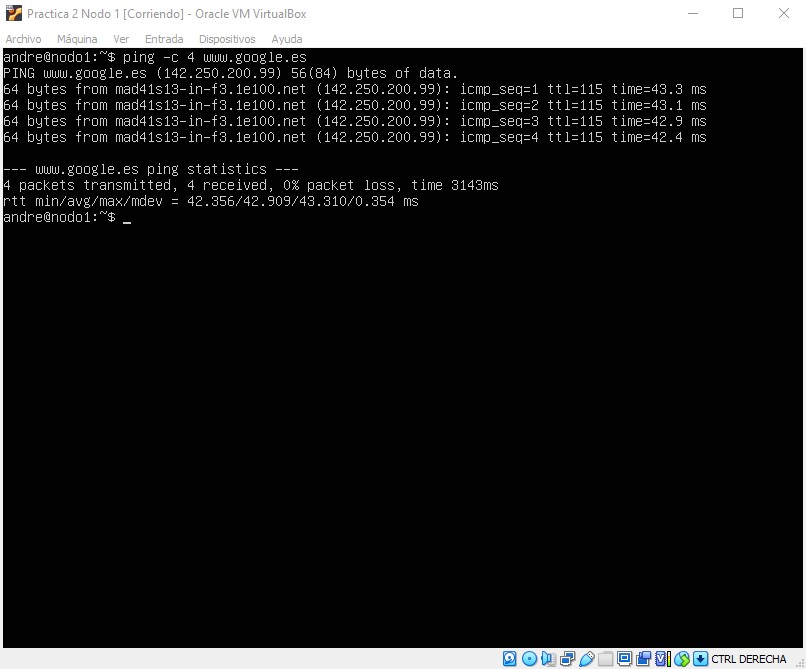 Practica 2 Nodo 1 [Corriendo] - Oracle VM VirtualBox
Archivo Máquina Ver Entrada Dispositivos Ayuda
andre@nodo1:~$ ping -c 4 www.google.es
PING www.google.es (142.250.200.99) 56(84) bytes of data.
64 bytes from mad41s13-in-f3.1e100.net (142.250.200.99): icmp_seq=1 ttl=115 time=43.3 ms
64 bytes from mad41s13-in-f3.1e100.net (142.250.200.99): icmp_seq=2 ttl=115 time=43.1 ms
64 bytes from mad41s13-in-f3.1e100.net (142.250.200.99): icmp_seq=3 ttl=115 time=42.9 ms
64 bytes from mad41s13-in-f3.1e100.net (142.250.200.99): icmp_seq=4 ttl=115 time=42.4 ms
--- www.google.es ping statistics ---
4 packets transmitted, 4 received, 0% packet loss, time 3143ms
rtt min/avg/max/mdev = 42.356/42.909/43.310/0.354 ms
andre@nodo1:~$ _
CTRL DERECHA